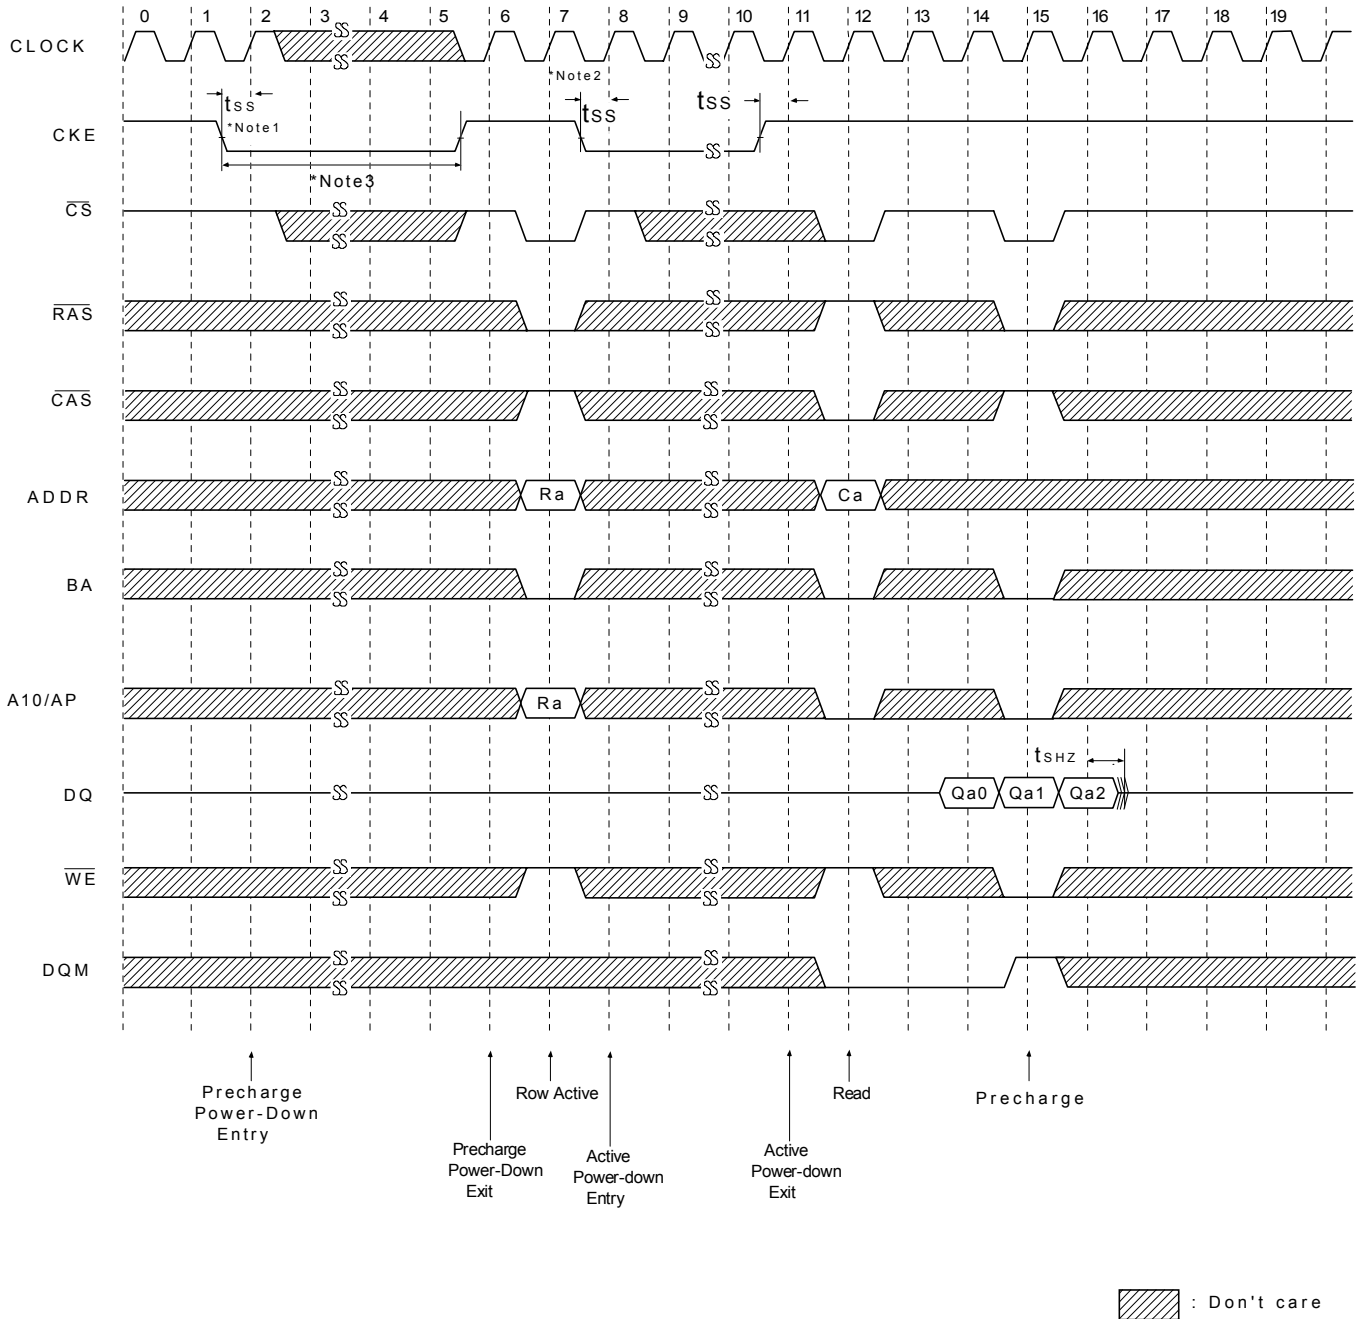 0 1 2 3 4 5 6 7 8 9 10 11 12 13 14 15 16 17 18 19
CLOCK
*Note2
tSS
tSS
tSS
*Note1
CKE
*Note3
CS
RAS
CAS
ADDR
Ra
Ca
BA
A10/AP
Ra
tSHZ
DQ
Qa0 Qa1 Qa2
WE
DQM
Precharge
Power-Down
Entry
Row Active
Read
Precharge
Precharge
Power-Down
Exit
Active
Power-down
Entry
Active
Power-down
Exit
: Don't care